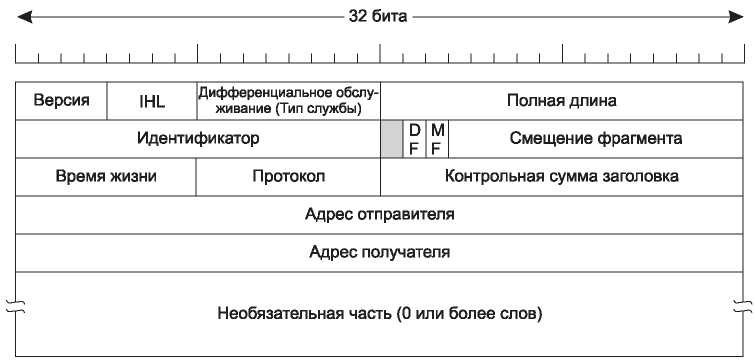 32 бита
Версия IHL Дифференциальное обслу-
живание (Тип службы) Полная длина
Идентификатор D M Смещение фрагмента
F F
Время жизни Протокол Контрольная сумма заголовка
Адрес отправителя
Адрес получателя
Необязательная часть (0 или более слов)